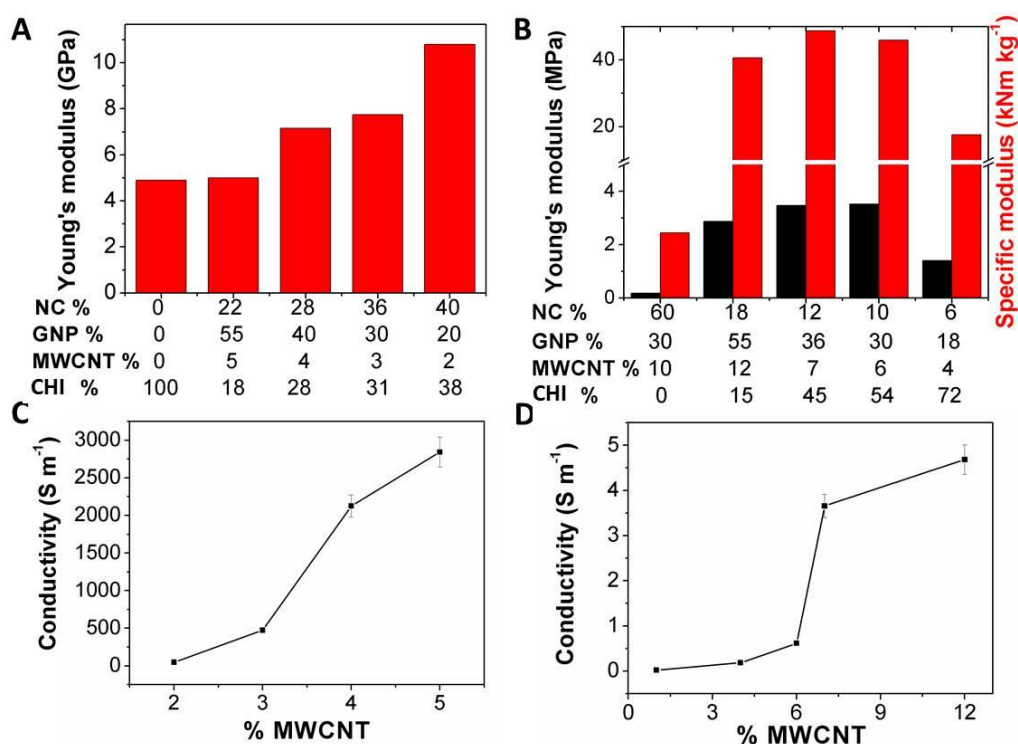 A
Young's modulus (GPa)
10
8
6
4
2
0
NC % 0 22 28 36 40
GNP % 0 55 40 30 20
MWCNT % 0 5 4 3 2
CHI % 100 18 28 31 38
B
Young's modulus (MPa)
Specific modulus (kNm kg-1)
40
20
4
2
0
NC % 60 18 12 10 6
GNP % 30 55 36 30 18
MWCNT % 10 12 7 6 4
CHI % 0 15 45 54 72
C
Conductivity (S m-1)
3000
2500
2000
1500
1000
500
0
2 3 4 5
% MWCNT
D
Conductivity (S m-1)
5
4
3
2
1
0
0 3 6 9 12
% MWCNT